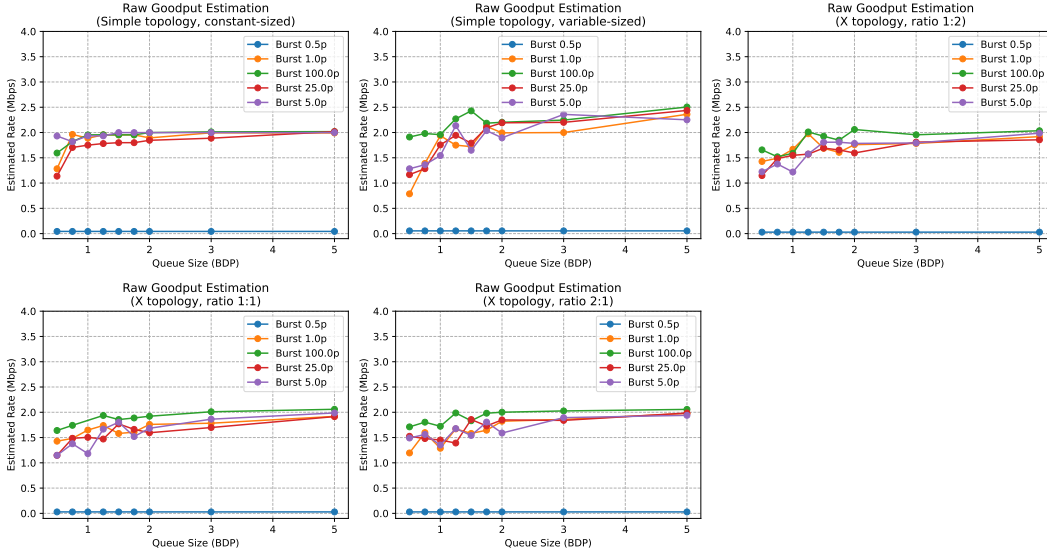 Raw Goodput Estimation
(Simple topology, constant-sized)
4.0
3.5
3.0
2.5
2.0
1.5
1.0
0.5
0.0
Estimated Rate (Mbps)
Burst 0.5p
Burst 1.0p
Burst 100.0p
Burst 25.0p
Burst 5.0p
1 2 3 4 5
Queue Size (BDP)
Raw Goodput Estimation
(Simple topology, variable-sized)
4.0
3.5
3.0
2.5
2.0
1.5
1.0
0.5
0.0
Estimated Rate (Mbps)
Burst 0.5p
Burst 1.0p
Burst 100.0p
Burst 25.0p
Burst 5.0p
1 2 3 4 5
Queue Size (BDP)
Raw Goodput Estimation
(X topology, ratio 1:2)
4.0
3.5
3.0
2.5
2.0
1.5
1.0
0.5
0.0
Estimated Rate (Mbps)
Burst 0.5p
Burst 1.0p
Burst 100.0p
Burst 25.0p
Burst 5.0p
1 2 3 4 5
Queue Size (BDP)
Raw Goodput Estimation
(X topology, ratio 1:1)
4.0
3.5
3.0
2.5
2.0
1.5
1.0
0.5
0.0
Estimated Rate (Mbps)
Burst 0.5p
Burst 1.0p
Burst 100.0p
Burst 25.0p
Burst 5.0p
1 2 3 4 5
Queue Size (BDP)
Raw Goodput Estimation
(X topology, ratio 2:1)
4.0
3.5
3.0
2.5
2.0
1.5
1.0
0.5
0.0
Estimated Rate (Mbps)
Burst 0.5p
Burst 1.0p
Burst 100.0p
Burst 25.0p
Burst 5.0p
1 2 3 4 5
Queue Size (BDP)